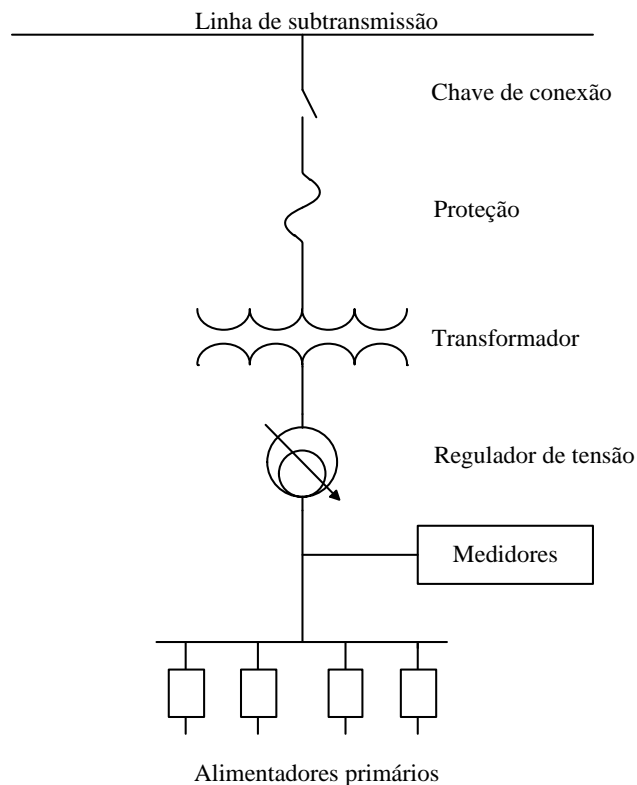 Linha de subtransmissão
Chave de conexão
Proteção
Transformador
Regulador de tensão
Medidores
Alimentadores primários